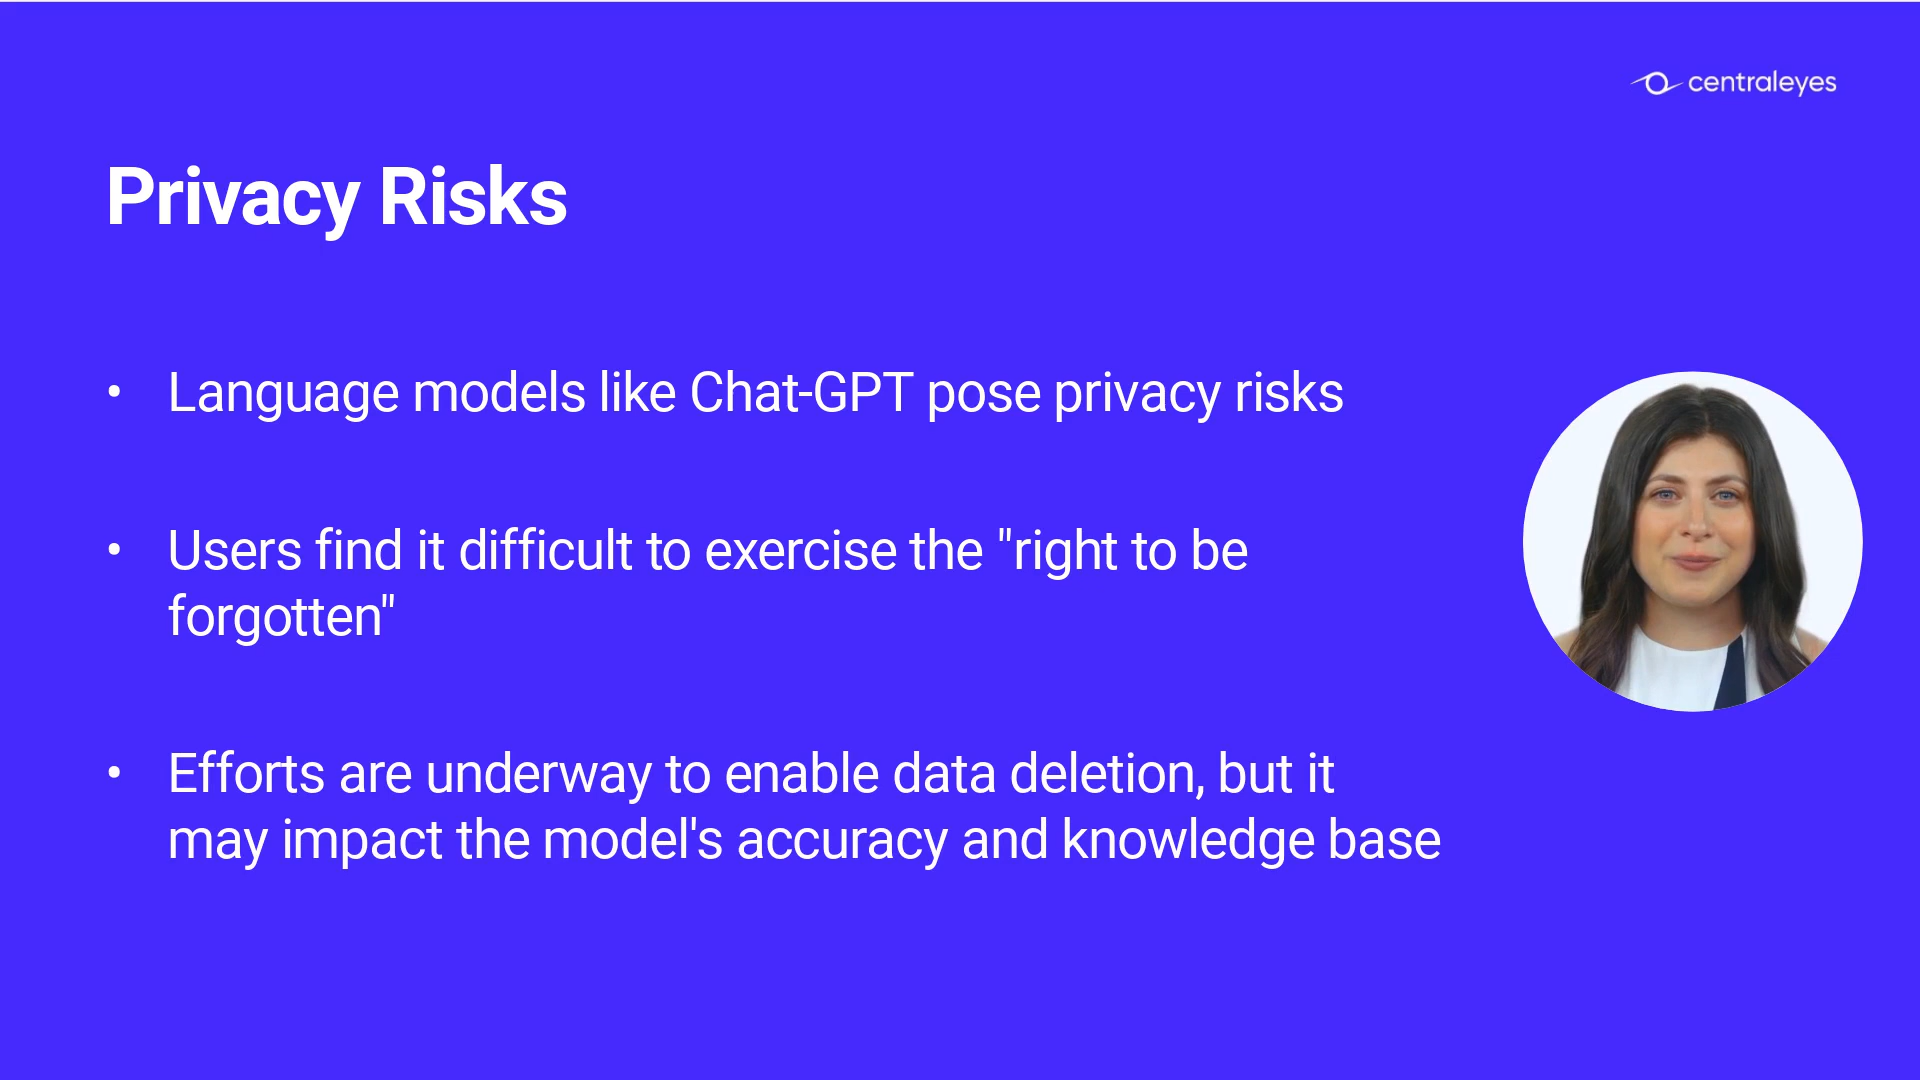 centraleyes
Privacy Risks
• Language models like Chat-GPT pose privacy risks
• Users find it difficult to exercise the "right to be
forgotten"
• Efforts are underway to enable data deletion, but it
may impact the model's accuracy and knowledge base